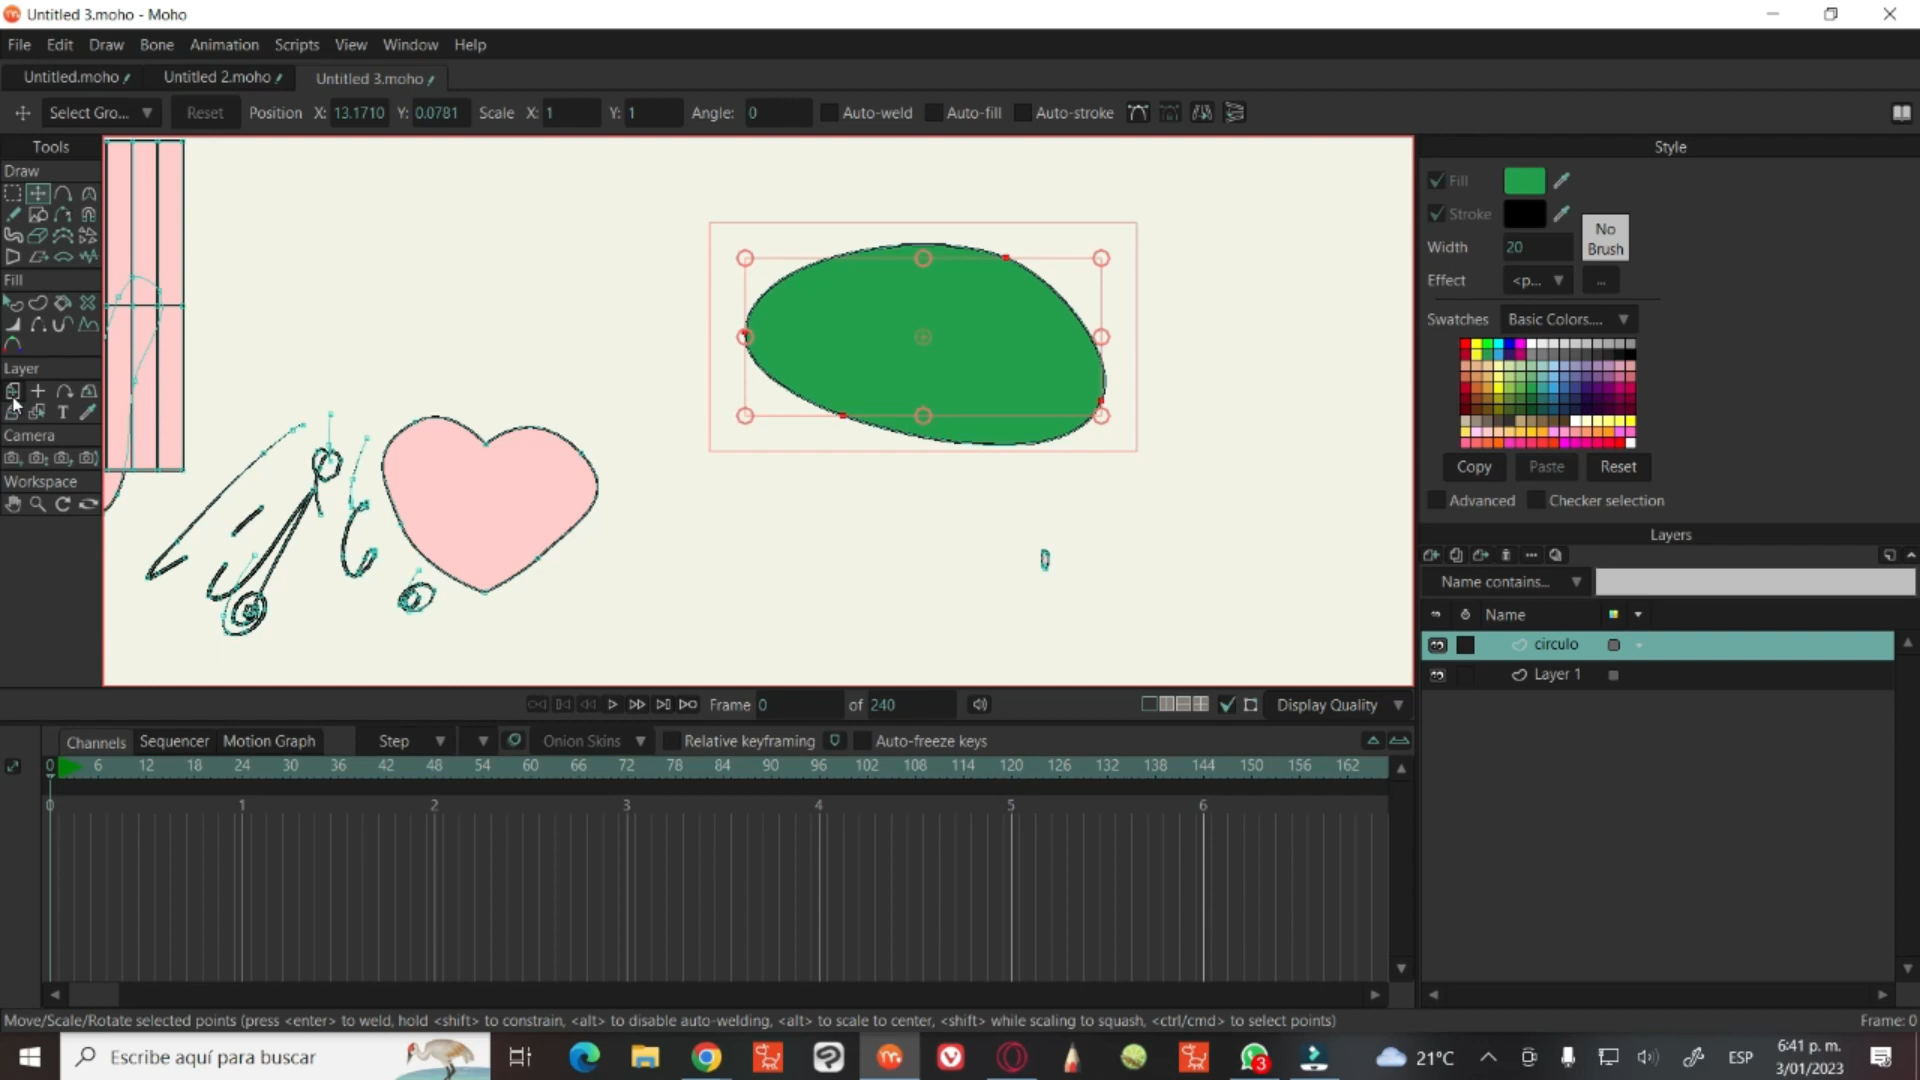 Untitled 3.moho - Moho
File Edit Draw Bone Animation Scripts View Window Help
Untitled.moho Untitled 2.moho Untitled 3.moho
Select Gro... Reset Position X: 13.1710 Y: 0.0781 Scale X: 1 Y: 1 Angle: 0 Auto-weld Auto-fill Auto-stroke
Tools
Draw
Fill
Layer
Camera
Workspace
Style
Fill
Stroke
No Brush
Width 20
Effect <p... ...
Swatches Basic Colors....
Copy Paste Reset
Advanced Checker selection
Layers
Name contains...
Name
circulo
Layer 1
Frame 0 of 240 Display Quality
Channels Sequencer Motion Graph Step Onion Skins Relative keyframing Auto-freeze keys
0 6 12 18 24 30 36 42 48 54 60 66 72 78 84 90 96 102 108 114 120 126 132 138 144 150 156 162
0 1 2 3 4 5 6
Move/Scale/Rotate selected points (press <enter> to weld, hold <shift> to constrain, <alt> to disable auto-welding, <alt> to scale to center, <shift> while scaling to squash, <ctrl/cmd> to select points) Frame: 0
Escribe aquí para buscar 3 21°C ESP 6:41 p. m.
3/01/2023